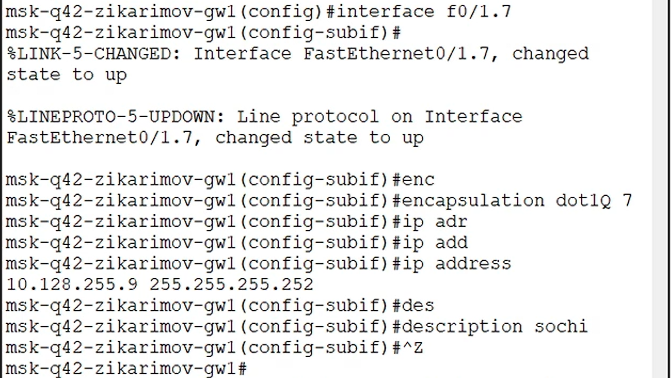 msk-q42-zikarimov-gw1(config)#interface f0/1.7
msk-q42-zikarimov-gw1(config-subif)#
%LINK-5-CHANGED: Interface FastEthernet0/1.7, changed
state to up
%LINEPROTO-5-UPDOWN: Line protocol on Interface
FastEthernet0/1.7, changed state to up
msk-q42-zikarimov-gw1(config-subif)#enc
msk-q42-zikarimov-gw1(config-subif)#encapsulation dot1Q 7
msk-q42-zikarimov-gw1(config-subif)#ip adr
msk-q42-zikarimov-gw1(config-subif)#ip add
msk-q42-zikarimov-gw1(config-subif)#ip address
10.128.255.9 255.255.255.252
msk-q42-zikarimov-gw1(config-subif)#des
msk-q42-zikarimov-gw1(config-subif)#description sochi
msk-q42-zikarimov-gw1(config-subif)#^Z
msk-q42-zikarimov-gw1#